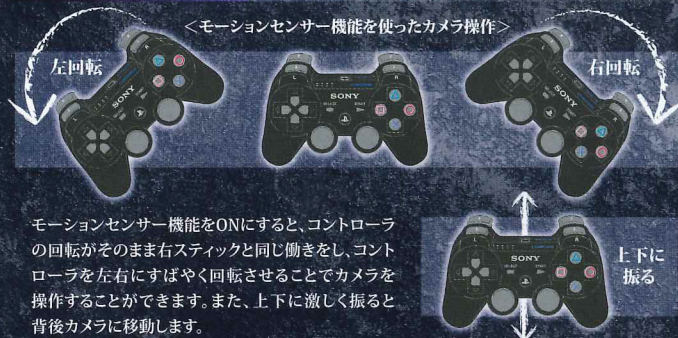 <モーションセンサー機能を使ったカメラ操作>
左回転
右回転
SONY
SONY
SELECT START
SONY
モーションセンサー機能をONにすると、コントローラ
の回転がそのまま右スティックと同じ働きをし、コント
ローラを左右にすばやく回転させることでカメラを
操作することができます。また、上下に激しく振ると
背後カメラに移動します。
SONY
上下に
振る